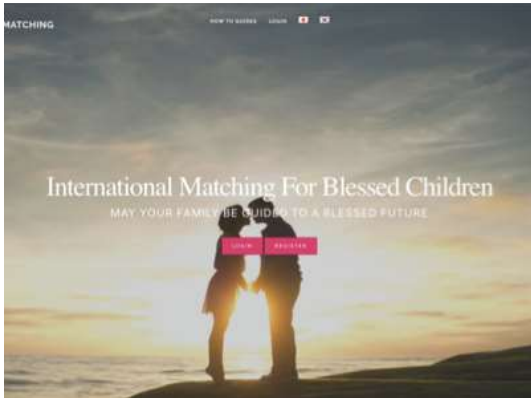 MATCHING
HOW TO GUIDES LOGIN
International Matching For Blessed Children
MAY YOUR FAMILY BE GUIDED TO A BLESSED FUTURE
LOGIN REGISTER